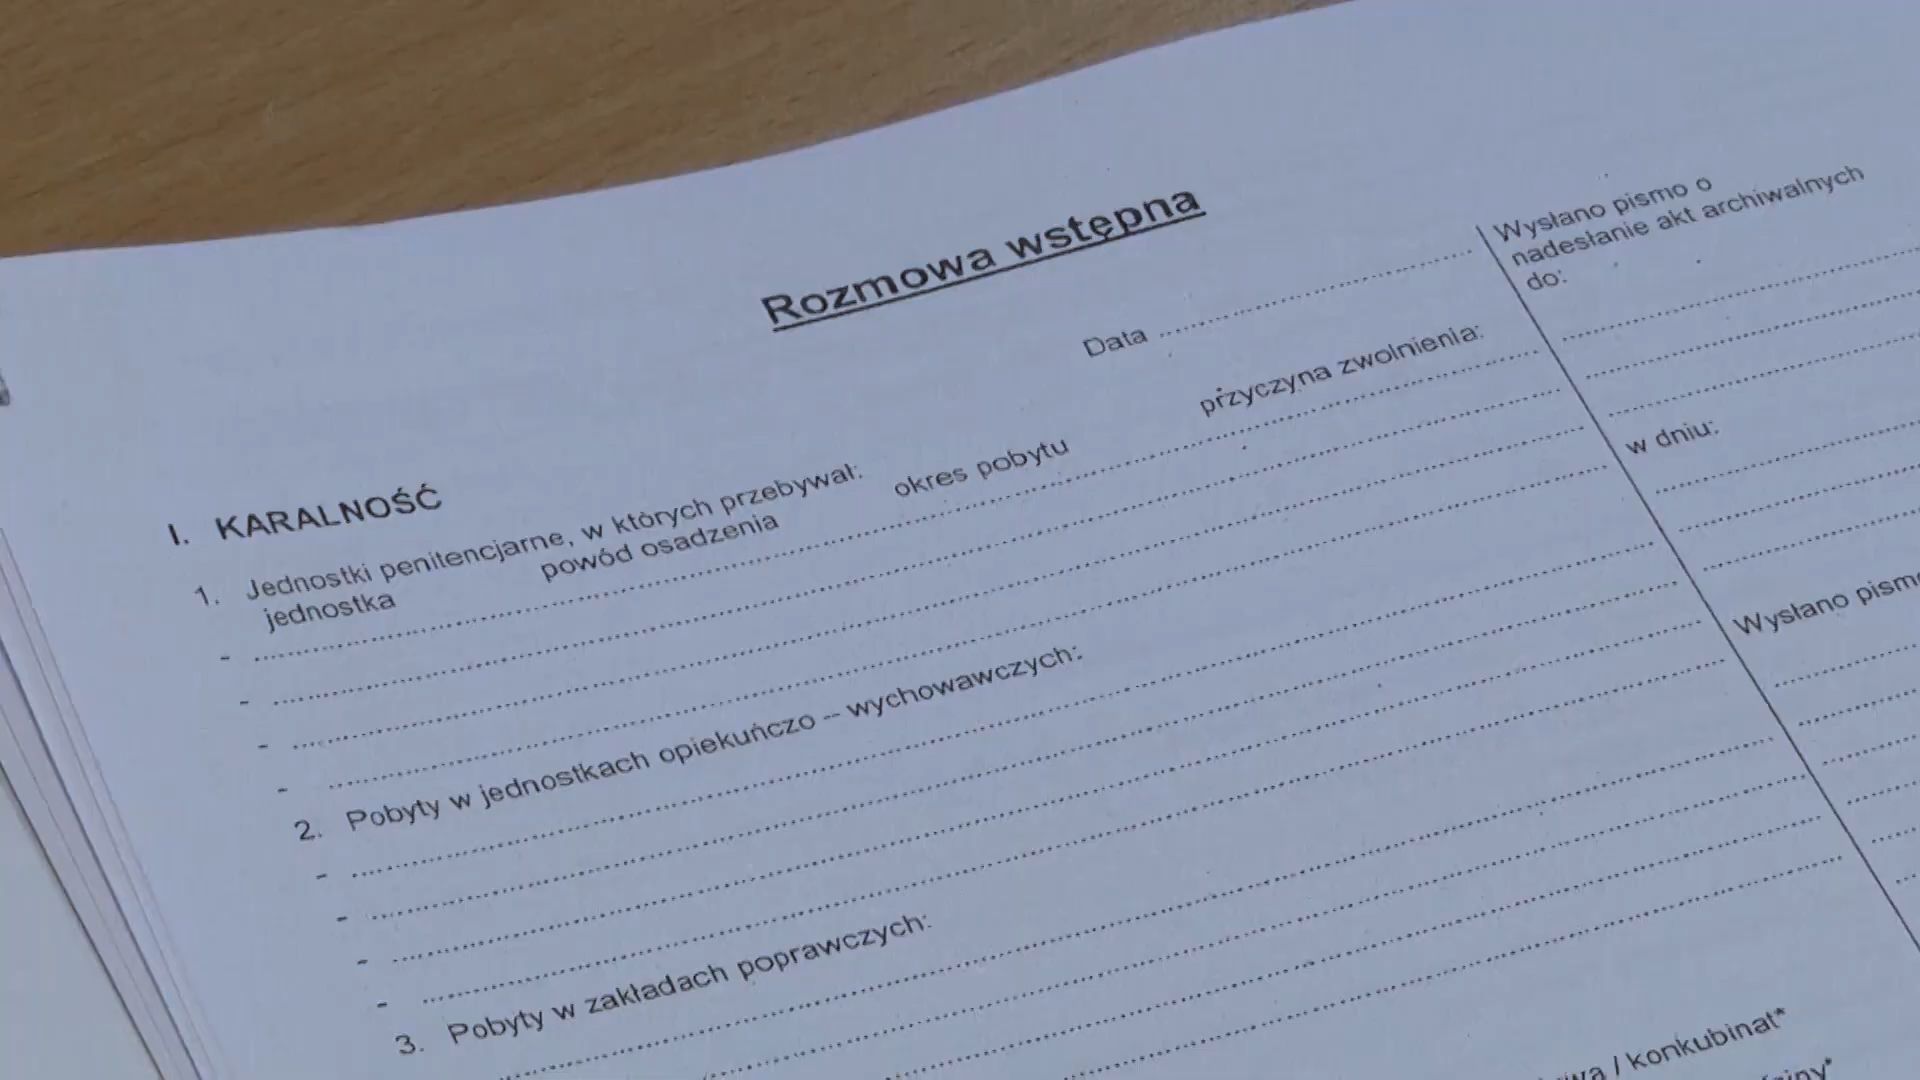 Rozmowa wstępna
Data
I. KARALNOŚĆ
1. Jednostki penitencjarne, w których przebywał:
jednostka powód osadzenia okres pobytu przyczyna zwolnienia:
-
-
-
-
2. Pobyty w jednostkach opiekuńczo – wychowawczych:
-
-
-
-
3. Pobyty w zakładach poprawczych:
Wysłano pismo o
nadesłanie akt archiwalnych
do:
w dniu:
Wysłano
/ konkubinat*